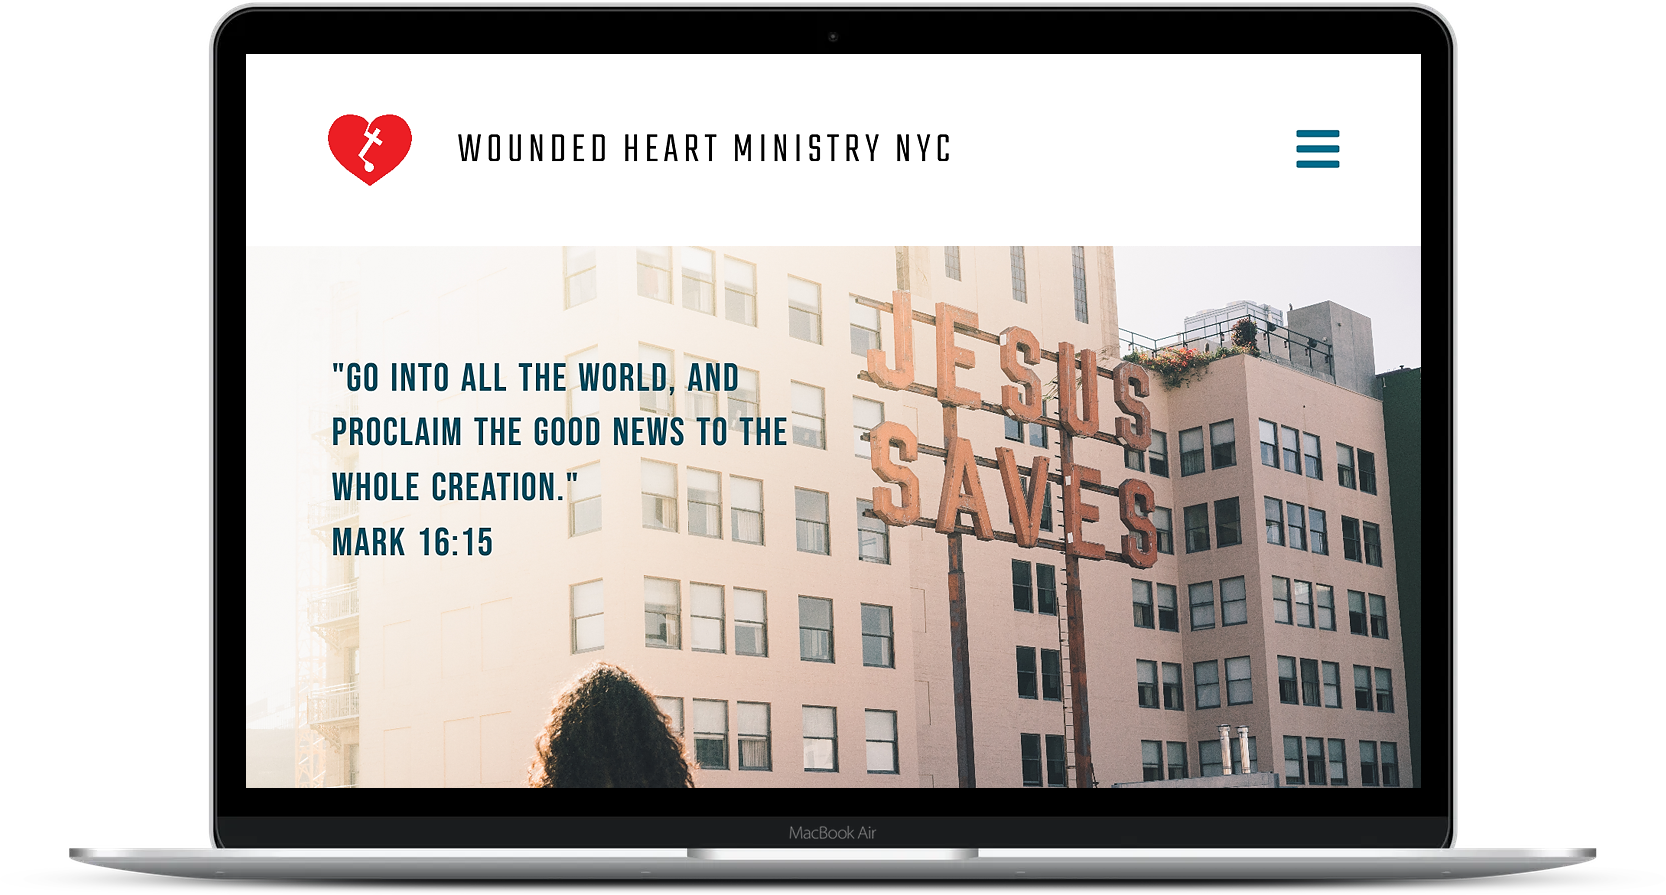 WOUNDED HEART MINISTRY NYC
"GO INTO ALL THE WORLD, AND
PROCLAIM THE GOOD NEWS TO THE
WHOLE CREATION."
MARK 16:15
JESUS
SAVES
MacBook Air